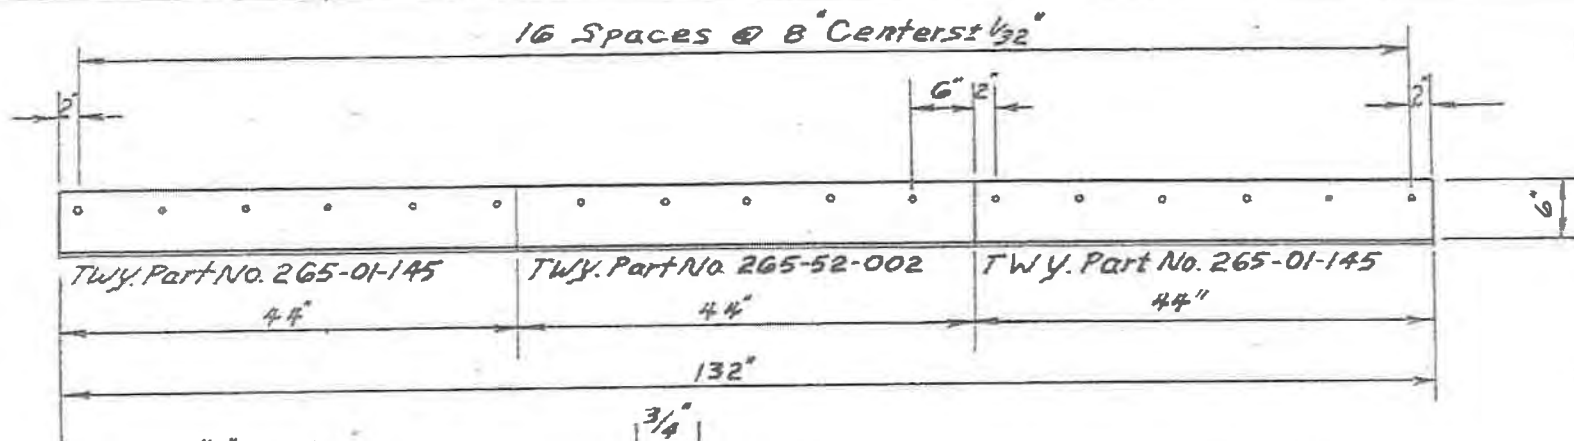 16 Spaces @ 8" Centers ± 1/32"
2" 6" 2" 2"
6"
TWY. Part No. 265-01-145 TWY. Part No. 265-52-002 TWY. Part No. 265-01-145
44" 44" 44"
132"
3/4"